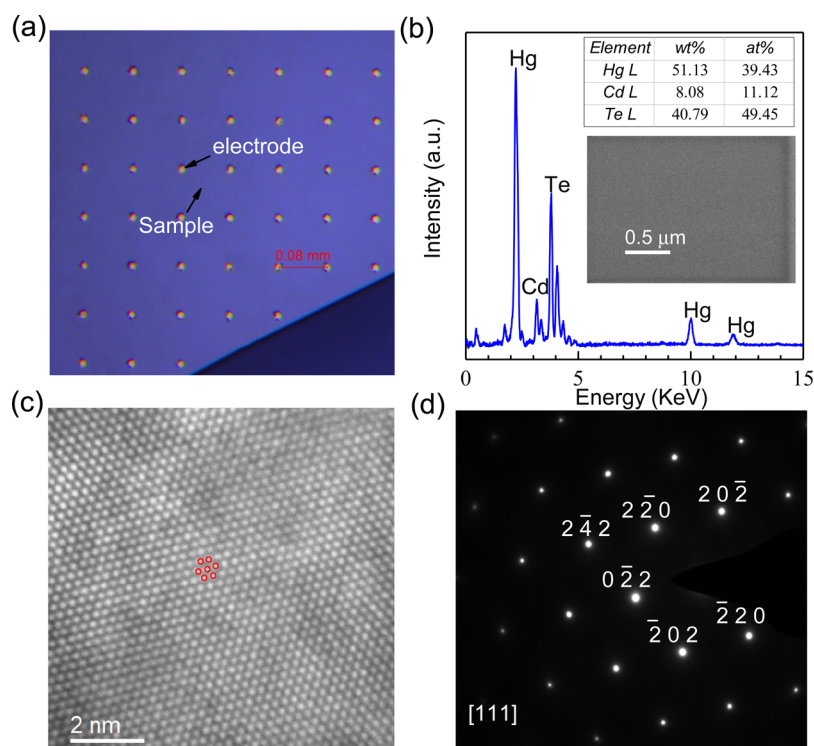 (a)
electrode
Sample
0.08 mm
(b)
Intensity (a.u.)
Hg
Cd
Te
Hg
Hg
Element wt% at%
Hg L 51.13 39.43
Cd L 8.08 11.12
Te L 40.79 49.45
0.5 μm
0 5 10 15
Energy (KeV)
(c)
2 nm
(d)
2 0 2̅
2 2̅ 0
2 4̅ 2
0 2̅ 2
2̅ 2 0
2̅ 0 2
[111]